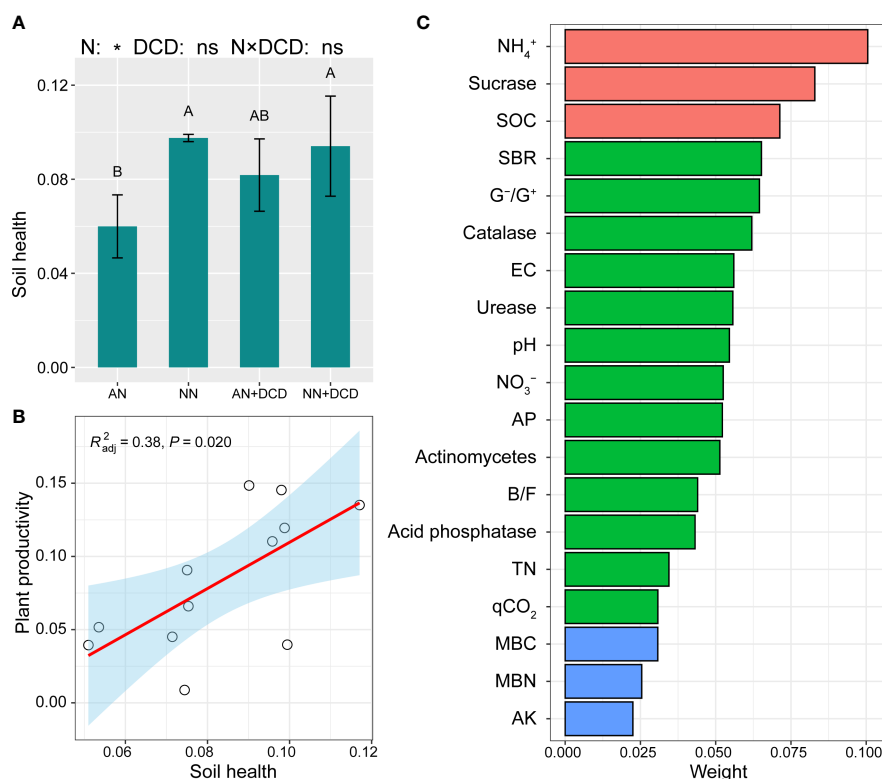 A
N: * DCD: ns N×DCD: ns
0.12
0.08
0.04
0.00
Soil health
B
A
AB
A
AN
NN
AN+DCD
NN+DCD
B
R²adj = 0.38, P = 0.020
0.15
0.10
0.05
0.00
Plant productivity
0.06
0.08
0.10
0.12
Soil health
C
NH₄⁺
Sucrase
SOC
SBR
G⁻/G⁺
Catalase
EC
Urease
pH
NO₃⁻
AP
Actinomycetes
B/F
Acid phosphatase
TN
qCO₂
MBC
MBN
AK
0.000
0.025
0.050
0.075
0.100
Weight